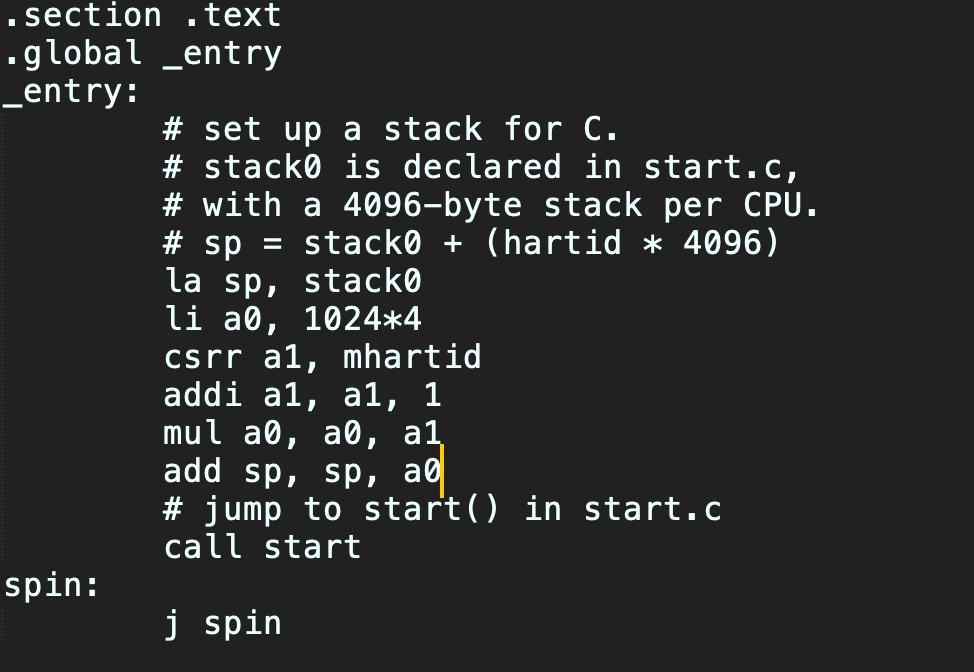 .section .text
.global _entry
_entry:
        # set up a stack for C.
        # stack0 is declared in start.c,
        # with a 4096-byte stack per CPU.
        # sp = stack0 + (hartid * 4096)
        la sp, stack0
        li a0, 1024*4
        csrr a1, mhartid
        addi a1, a1, 1
        mul a0, a0, a1
        add sp, sp, a0
        # jump to start() in start.c
        call start
spin:
        j spin